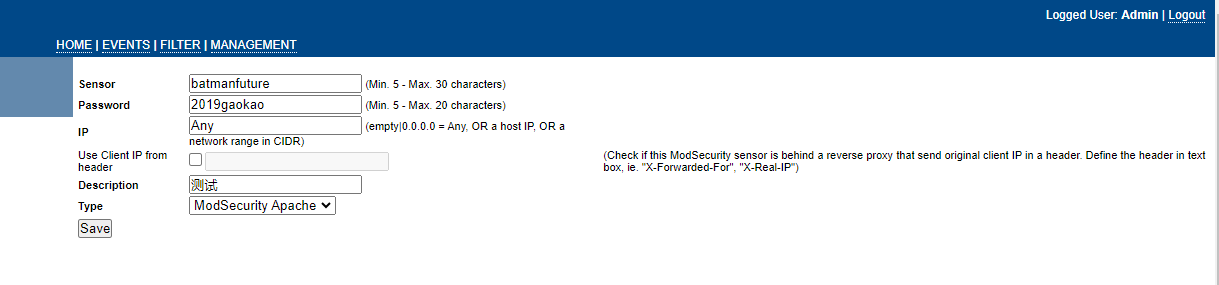 Logged User: Admin | Logout
HOME | EVENTS | FILTER | MANAGEMENT
Sensor batmanfuture (Min. 5 - Max. 30 characters)
Password 2019gaokao (Min. 5 - Max. 20 characters)
IP Any (empty|0.0.0.0 = Any, OR a host IP, OR a
network range in CIDR)
Use Client IP from (Check if this ModSecurity sensor is behind a reverse proxy that send original client IP in a header. Define the header in text
header box, ie. "X-Forwarded-For", "X-Real-IP")
Description 测试
Type ModSecurity Apache
Save